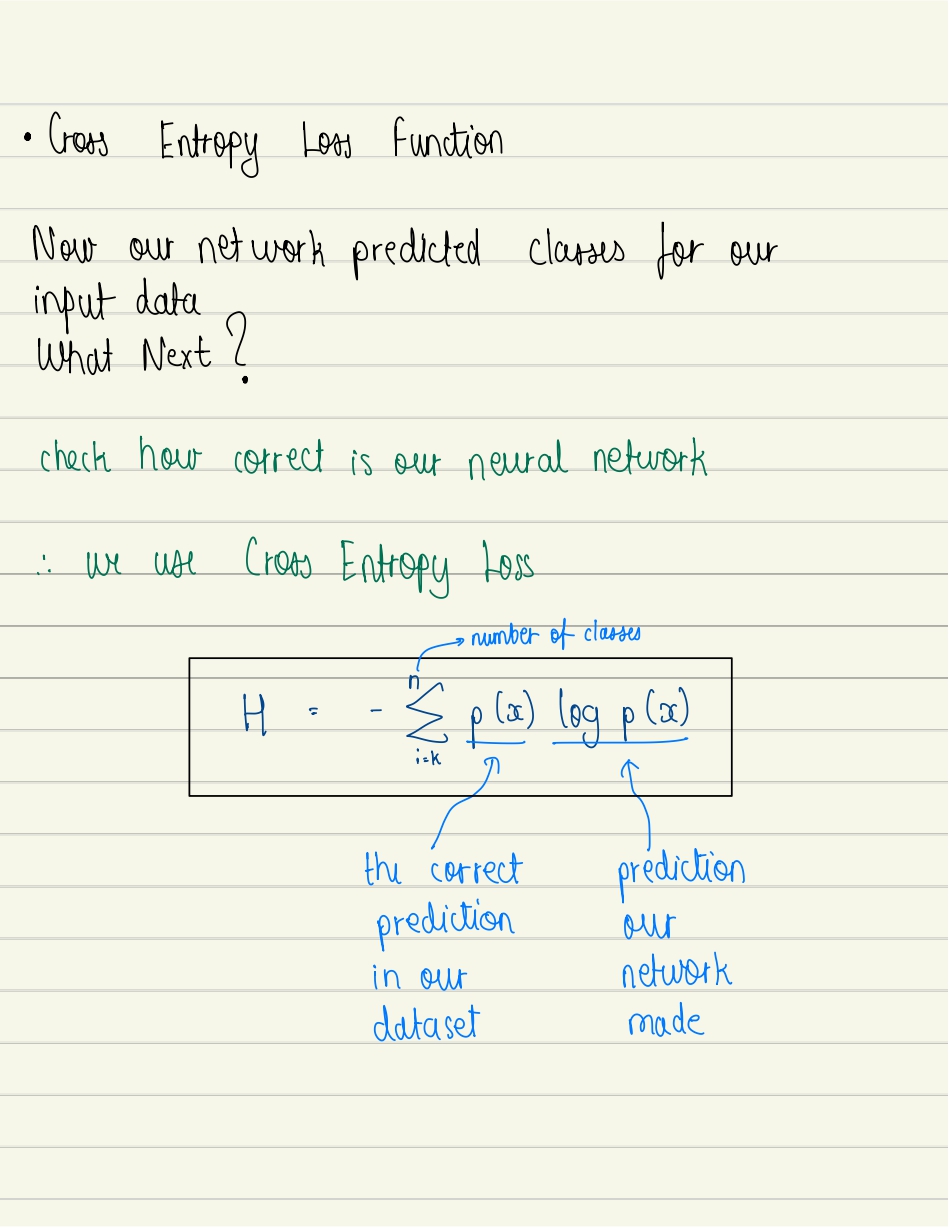 • Cross Entropy Loss Function
Now our network predicted classes for our
input data
What Next?
check how correct is our neural network
∴ we use Cross Entropy Loss
number of classes
H = - n Σ i=k p(x) log p(x)
the correct
prediction
in our
dataset
prediction
our
network
made